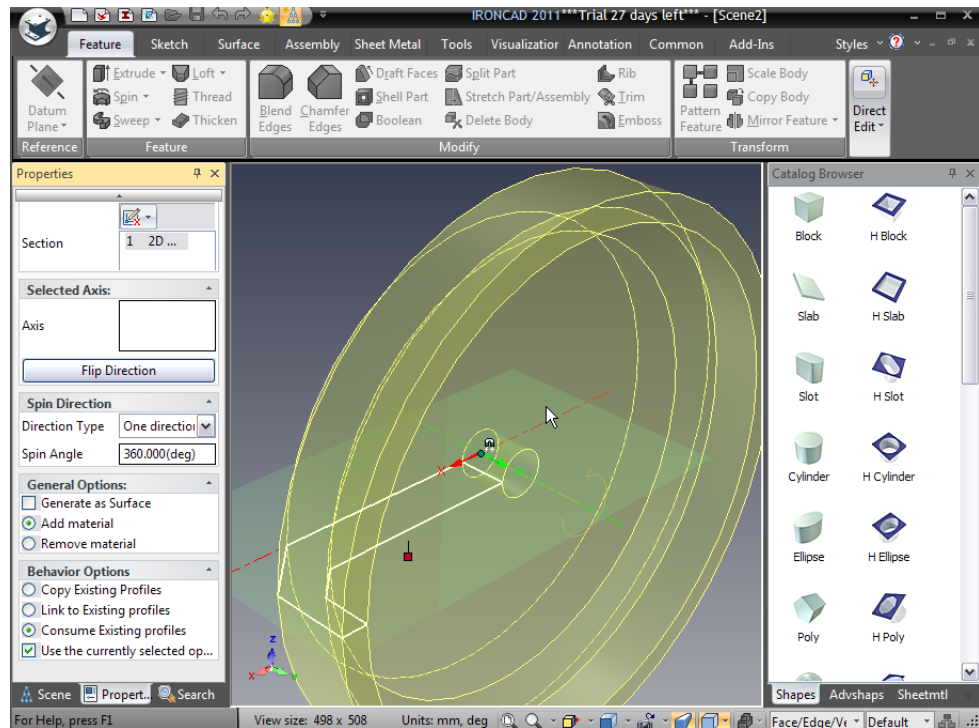 IRONCAD 2011***Trial 27 days left*** - [Scene2]
Feature Sketch Surface Assembly Sheet Metal Tools Visualization Annotation Common Add-Ins Styles
Extrude Loft Draft Faces Split Part Rib Scale Body
Spin Thread Shell Part Stretch Part/Assembly Trim Copy Body
Sweep Thicken Boolean Delete Body Emboss Mirror Feature
Datum Plane
Blend Edges
Chamfer Edges
Pattern Feature
Direct Edit
Reference Feature Modify Transform
Properties
Section
1 2D ...
Selected Axis:
Axis
Flip Direction
Spin Direction
Direction Type One direction
Spin Angle 360.000(deg)
General Options:
Generate as Surface
Add material
Remove material
Behavior Options
Copy Existing Profiles
Link to Existing profiles
Consume Existing profiles
Use the currently selected op...
Scene Propert... Search
X
Z
X Y
Catalog Browser
Block H Block
Slab H Slab
Slot H Slot
Cylinder H Cylinder
Ellipse H Ellipse
Poly H Poly
Shapes Advshaps Sheetmtl
For Help, press F1 View size: 498 x 508 Units: mm, deg Face/Edge/Ve Default